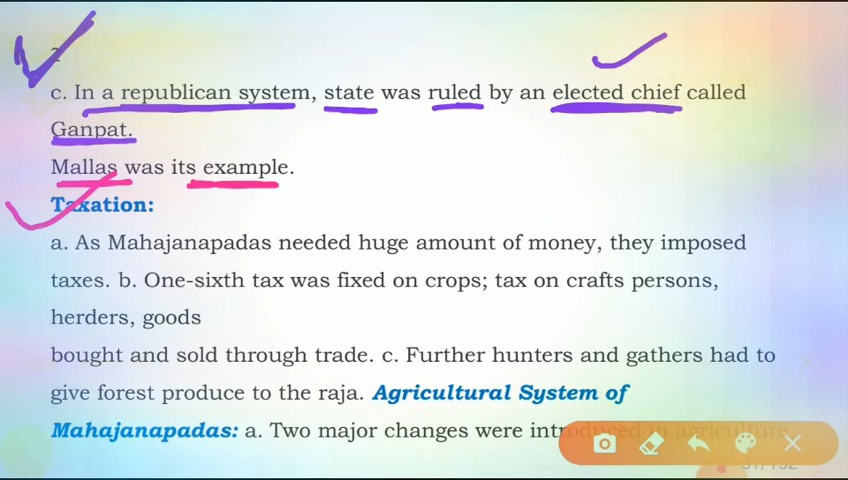 c. In a republican system, state was ruled by an elected chief called
Ganpat.
Mallas was its example.
Taxation:
a. As Mahajanapadas needed huge amount of money, they imposed
taxes. b. One-sixth tax was fixed on crops; tax on crafts persons,
herders, goods
bought and sold through trade. c. Further hunters and gathers had to
give forest produce to the raja. Agricultural System of
Mahajanapadas: a. Two major changes were introduced in agriculture